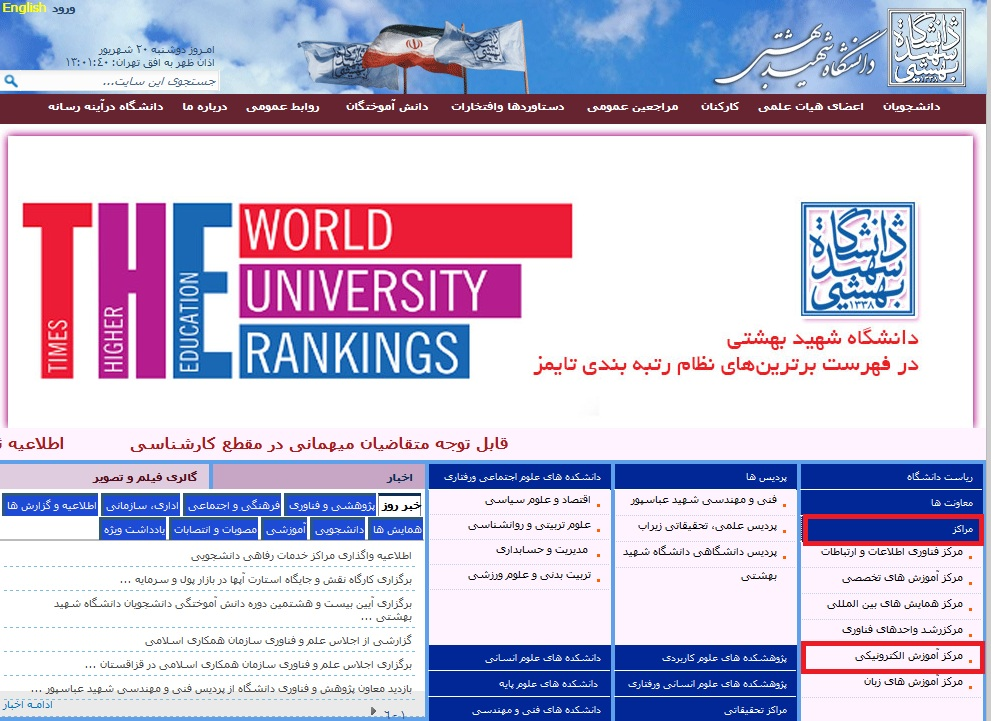 English ورود
امروز دوشنبه ۲۰ شهریور
اذان ظهر به افق تهران: ۱۳:۰۱:۴۰
جستجوی این سایت...
دانشگاه شهید بهشتی
دانشگاه شهید بهشتی ۱۳۳۸
دانشجویان اعضای هیات علمی کارکنان مراجعین عمومی دستاوردها وافتخارات دانش آموختگان روابط عمومی درباره ما دانشگاه درآینه رسانه
THE
TIMES
HIGHER
EDUCATION
WORLD
UNIVERSITY
RANKINGS
دانشگاه شهید بهشتی ۱۳۳۸
دانشگاه شهید بهشتی
در فهرست برترین‌های نظام رتبه بندی تایمز
قابل توجه متقاضیان میهمانی در مقطع کارشناسی
اطلاعیه
ریاست دانشگاه
معاونت ها
مراکز
مرکز فناوری اطلاعات و ارتباطات
مرکز آموزش های تخصصی
مرکز همایش های بین المللی
مرکزرشد واحدهای فناوری
مرکز آموزش الکترونیکی
مرکز آموزش های زبان
پردیس ها
فنی و مهندسی شهید عباسپور
پردیس علمی، تحقیقاتی زیراب
پردیس دانشگاهی دانشگاه شهید
بهشتی
پژوهشکده های علوم کاربردی
پژوهشکده های علوم انسانی ورفتاری
مراکز تحقیقاتی
دانشکده های علوم اجتماعی ورفتاری
اقتصاد و علوم سیاسی
علوم تربیتی و روانشناسی
مدیریت و حسابداری
تربیت بدنی و علوم ورزشی
دانشکده های علوم انسانی
دانشکده های علوم پایه
دانشکده های فنی و مهندسی
اخبار
گالری فیلم و تصویر
خبر روز پژوهشی و فناوری فرهنگی و اجتماعی اداری، سازمانی اطلاعیه و گزارش ها
همایش ها دانشجویی آموزشی مصوبات و انتصابات یادداشت ویژه
اطلاعیه واگذاری مراکز خدمات رفاهی دانشجویی
برگزاری کارگاه نقش و جایگاه استارت آپها در بازار پول و سرمایه ...
برگزاری آیین بیست و هشتمین دوره دانش آموختگی دانشجویان دانشگاه شهید
بهشتی ...
گزارشی از اجلاس علم و فناوری سازمان همکاری اسلامی
برگزاری اجلاس علم و فناوری سازمان همکاری اسلامی در قزاقستان ...
بازدید معاون پژوهش و فناوری دانشگاه از پردیس فنی و مهندسی شهید عباسپور ...
۱ - ۶
ادامه اخبار